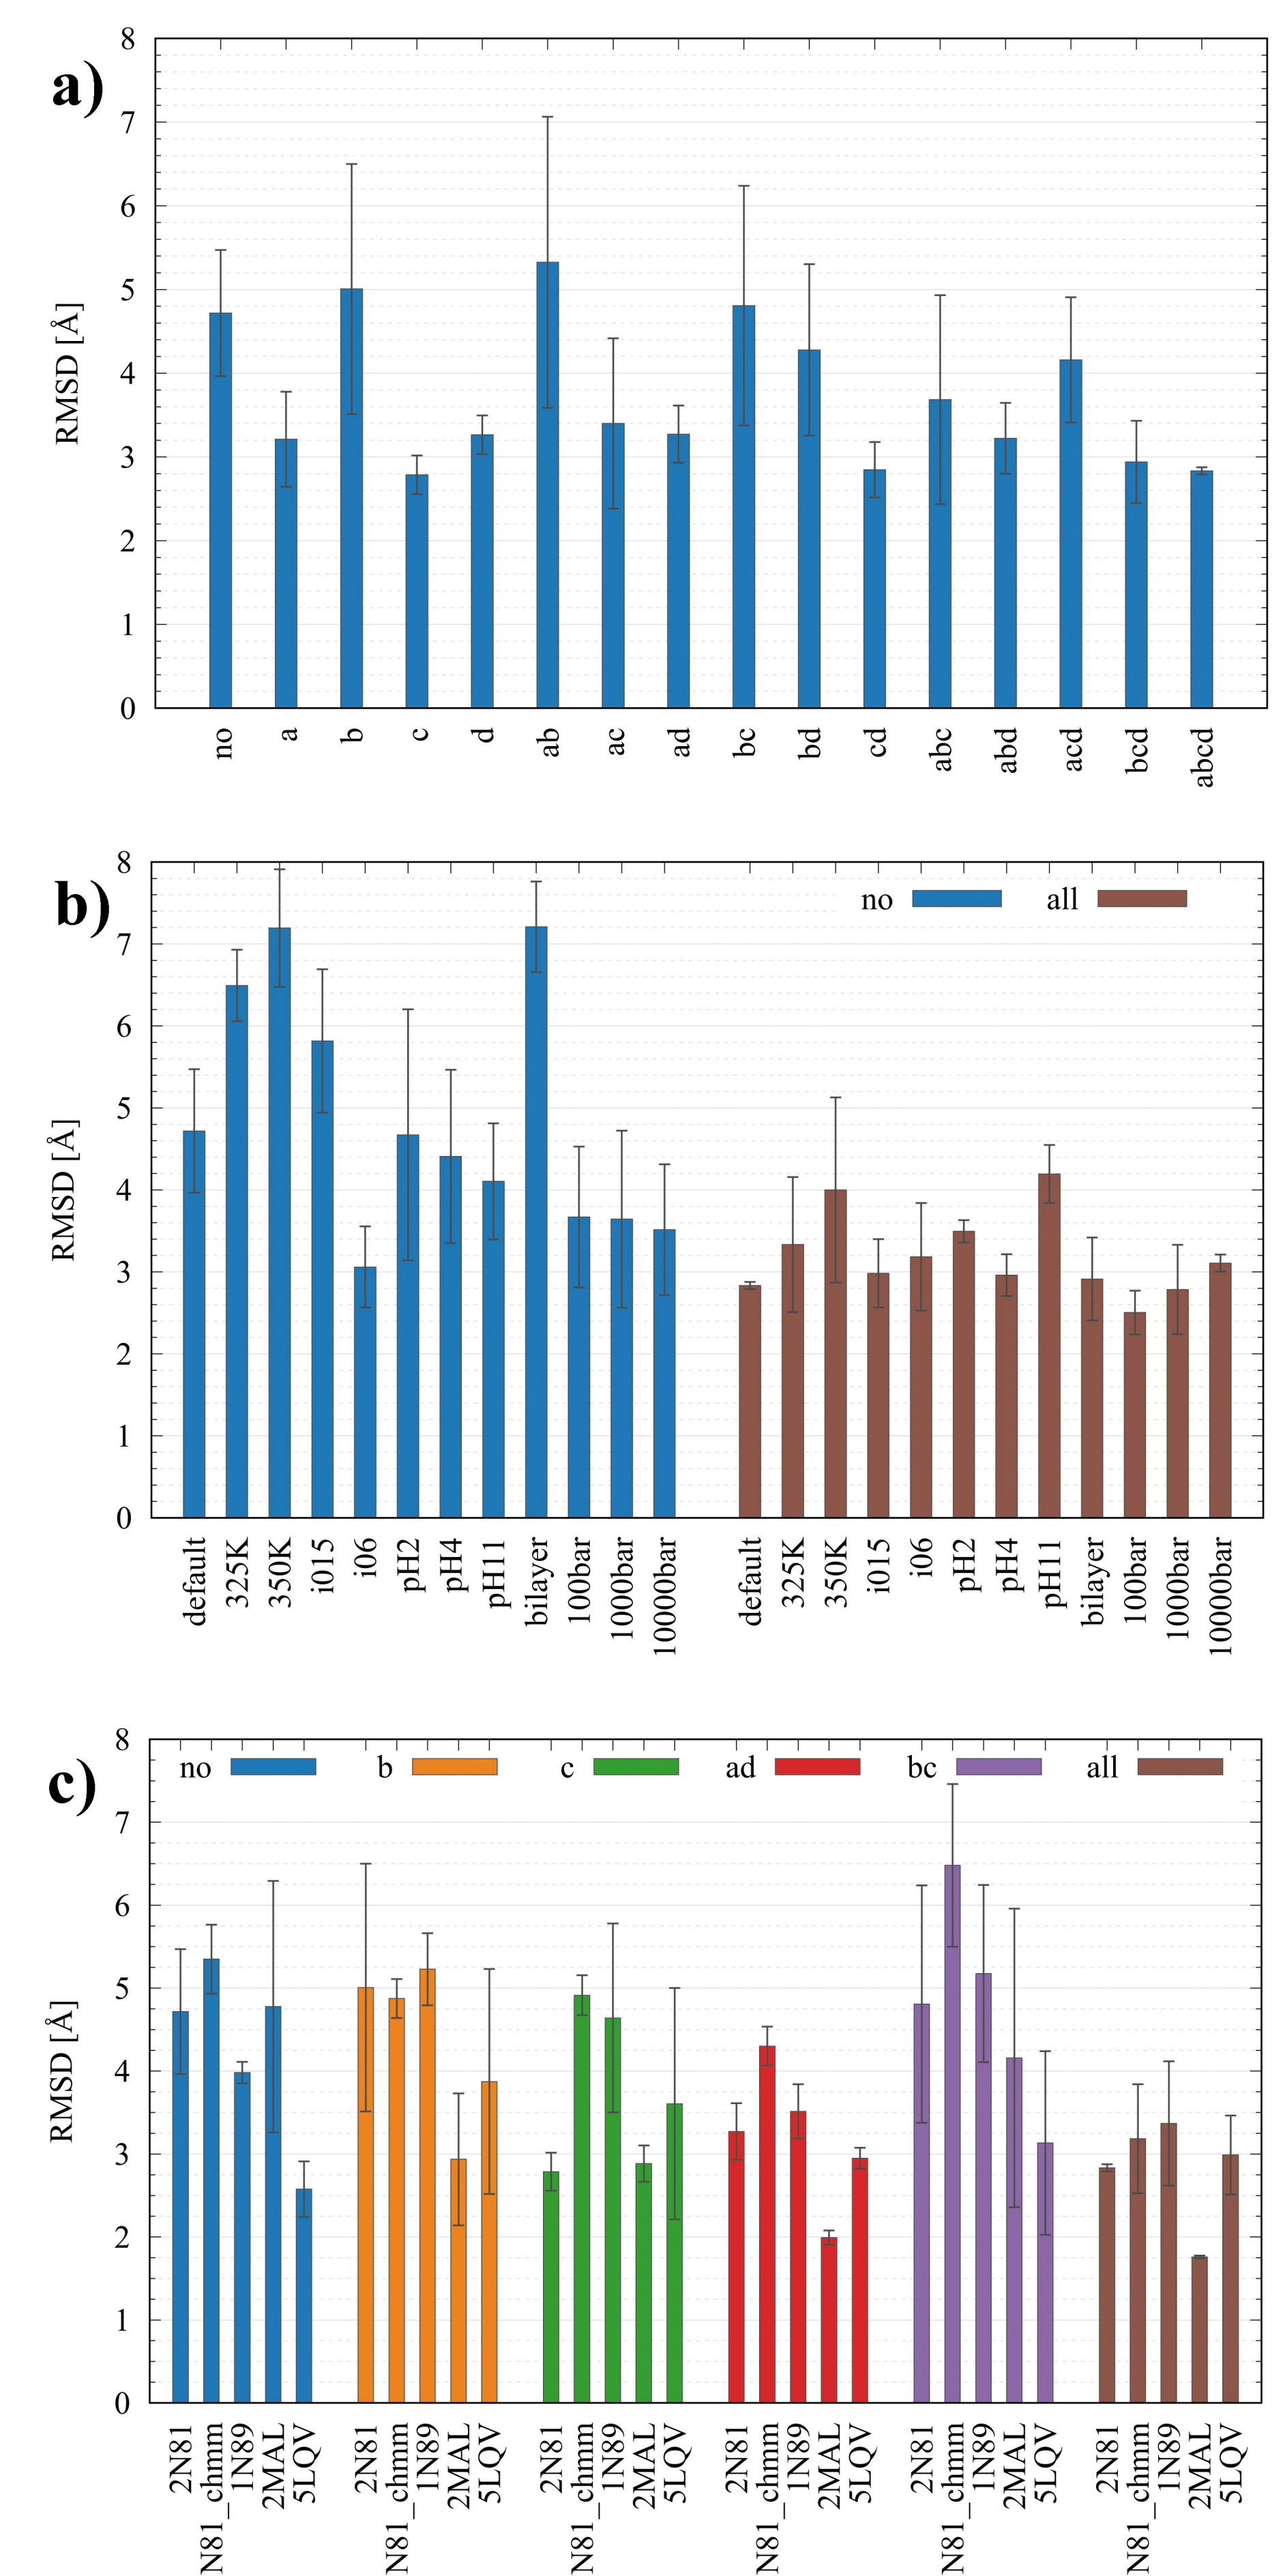 a)
8
7
6
5
4
3
2
1
0
RMSD [Å]
no a b c d ab ac ad bc bd cd abc abd acd bcd abcd
b)
no all
8
7
6
5
4
3
2
1
0
RMSD [Å]
default 325K 350K i015 i06 pH2 pH4 pH11 bilayer 100bar 1000bar 10000bar default 325K 350K i015 i06 pH2 pH4 pH11 bilayer 100bar 1000bar 10000bar
c)
no b c ad bc all
8
7
6
5
4
3
2
1
0
RMSD [Å]
2N81 N81_chmm 1N89 2MAL 5LQV 2N81 N81_chmm 1N89 2MAL 5LQV 2N81 N81_chmm 1N89 2MAL 5LQV 2N81 N81_chmm 1N89 2MAL 5LQV 2N81 N81_chmm 1N89 2MAL 5LQV 2N81 N81_chmm 1N89 2MAL 5LQV